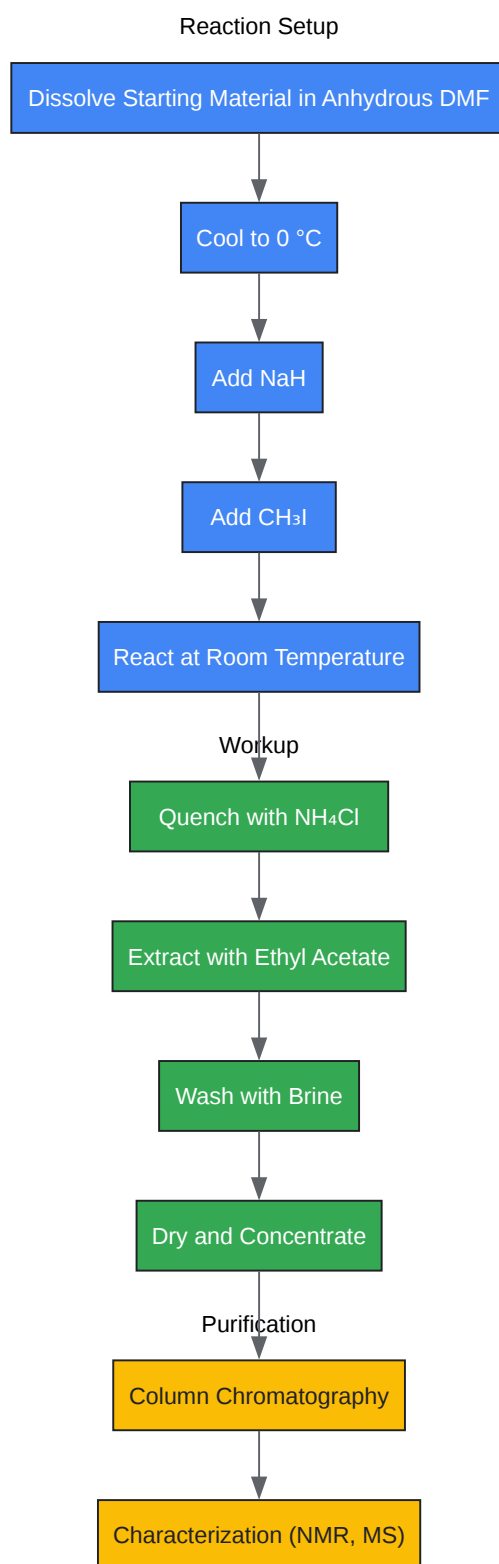 Reaction Setup
Dissolve Starting Material in Anhydrous DMF
Cool to 0 °C
Add NaH
Add CH₃I
React at Room Temperature
Workup
Quench with NH₄Cl
Extract with Ethyl Acetate
Wash with Brine
Dry and Concentrate
Purification
Column Chromatography
Characterization (NMR, MS)